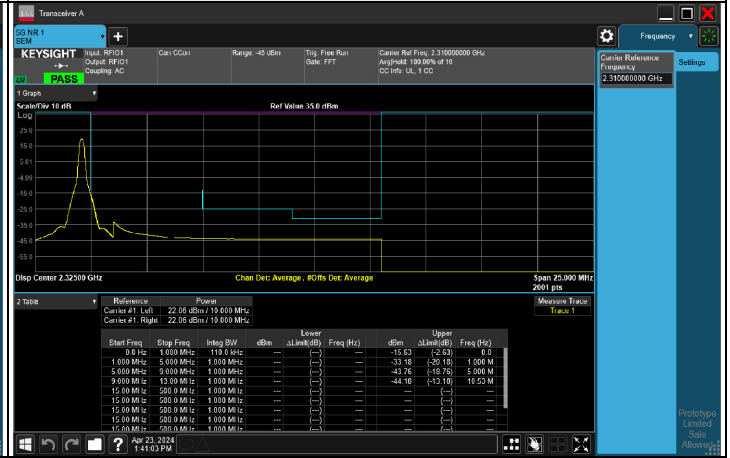 Transceiver A
5G NR 1
SEM
Frequency
KEYSIGHT
Input: RFIO1
Output: RFIO1
Coupling: AC
Corr CCorr
Range: -45 dBm
Trig: Free Run
Gate: FFT
Carrier Ref Freq: 2.310000000 GHz
Avg|Hold: 100.00% of 10
CC Info: UL, 1 CC
PASS
Carrier Reference
Frequency
2.310000000 GHz
Settings
1 Graph
Scale/Div 10 dB
Ref Value 35.0 dBm
Log
25.0
15.0
5.01
-4.99
-15.0
-25.0
-35.0
-45.0
-55.0
Disp Center 2.32500 GHz
Chan Det: Average , #Offs Det: Average
Span 25.000 MHz
2001 pts
2 Table
Reference Power
Carrier #1. Left 22.06 dBm / 10.000 MHz
Carrier #1. Right 22.06 dBm / 10.000 MHz
Measure Trace
Trace 1
Lower Upper
Start Freq Stop Freq Integ BW dBm ΔLimit(dB) Freq (Hz) dBm ΔLimit(dB) Freq (Hz)
0.0 Hz 1.000 MHz 110.0 kHz --- (---) --- -15.63 (-2.63) 0.0
1.000 MHz 5.000 MHz 1.000 MHz --- (---) --- -33.18 (-20.18) 1.000 M
5.000 MHz 9.000 MHz 1.000 MHz --- (---) --- -43.76 (-18.76) 5.000 M
9.000 MHz 13.00 MHz 1.000 MHz --- (---) --- -44.18 (-13.18) 10.53 M
15.00 MHz 500.0 MHz 1.000 MHz --- (---) --- --- (---) ---
15.00 MHz 500.0 MHz 1.000 MHz --- (---) --- --- (---) ---
15.00 MHz 500.0 MHz 1.000 MHz --- (---) --- --- (---) ---
15.00 MHz 500.0 MHz 1.000 MHz --- (---) --- --- (---) ---
15.00 MHz 500.0 MHz 1.000 MHz --- (---) --- --- (---) ---
Prototype
Limited
Sale
Allowed
?
Apr 23, 2024
1:41:03 PM